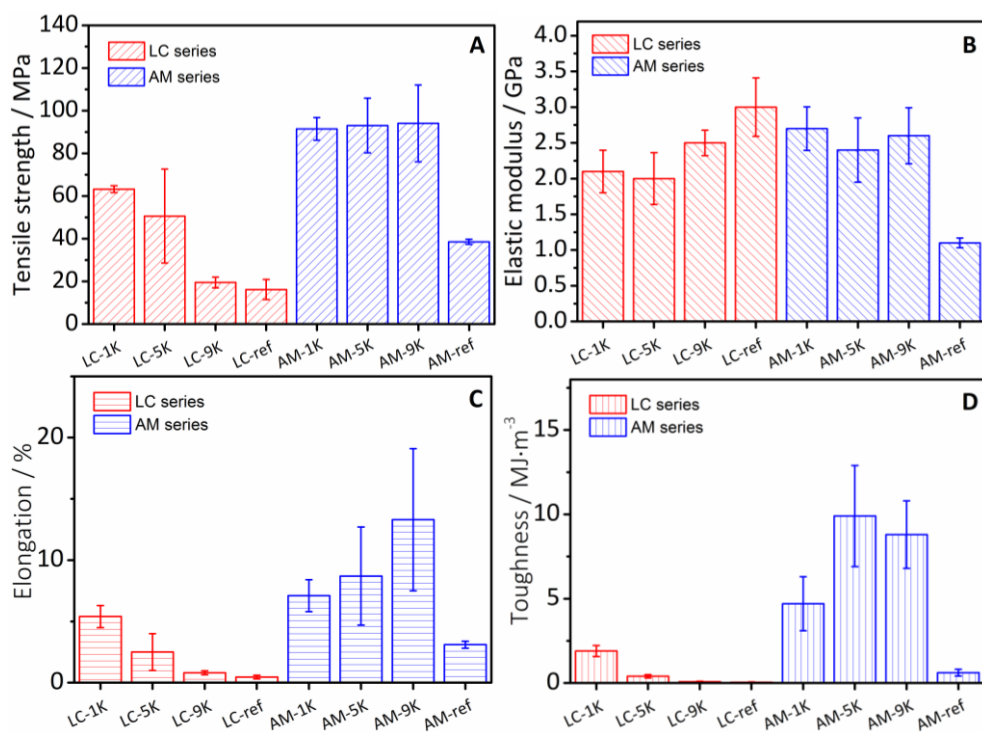 A
LC series
AM series
Tensile strength / MPa
140
120
100
80
60
40
20
0
LC-1K LC-5K LC-9K LC-ref AM-1K AM-5K AM-9K AM-ref
B
LC series
AM series
Elastic modulus / GPa
4.0
3.5
3.0
2.5
2.0
1.5
1.0
0.5
0.0
LC-1K LC-5K LC-9K LC-ref AM-1K AM-5K AM-9K AM-ref
C
LC series
AM series
Elongation / %
20
10
0
LC-1K LC-5K LC-9K LC-ref AM-1K AM-5K AM-9K AM-ref
D
LC series
AM series
Toughness / MJ·m⁻³
15
10
5
0
LC-1K LC-5K LC-9K LC-ref AM-1K AM-5K AM-9K AM-ref